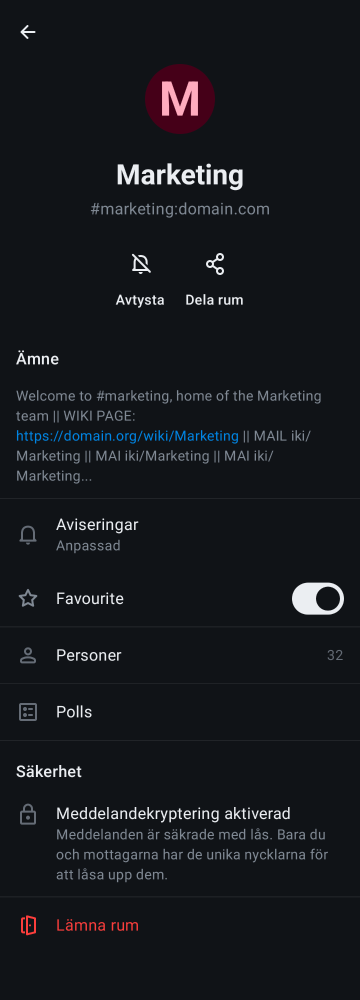 M
Marketing
#marketing:domain.com
Avtysta
Dela rum
Ämne
Welcome to #marketing, home of the Marketing
team || WIKI PAGE:
https://domain.org/wiki/Marketing || MAIL iki/
Marketing || MAI iki/Marketing || MAI iki/
Marketing...
Aviseringar
Anpassad
Favourite
Personer 32
Polls
Säkerhet
Meddelandekryptering aktiverad
Meddelanden är säkrade med lås. Bara du
och mottagarna har de unika nycklarna för
att låsa upp dem.
Lämna rum